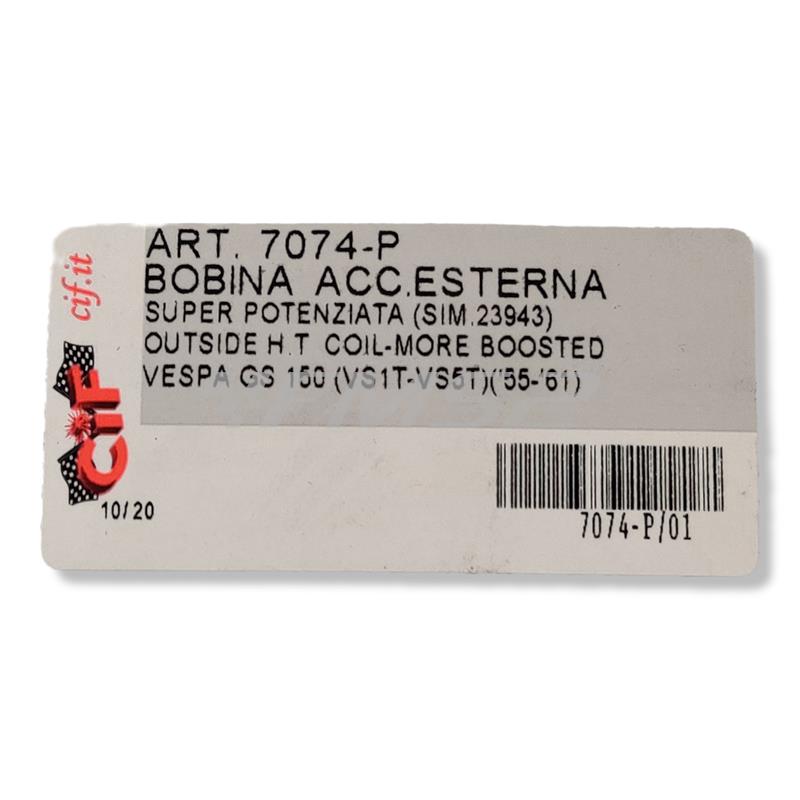 ART. 7074-P
BOBINA ACC.ESTERNA
SUPER POTENZIATA (SIM.23943)
OUTSIDE H.T COIL-MORE BOOSTED
VESPA GS 150 (VS1T-VS5T)('55-'61)
cif.it
CiF
10/20
7074-P/01